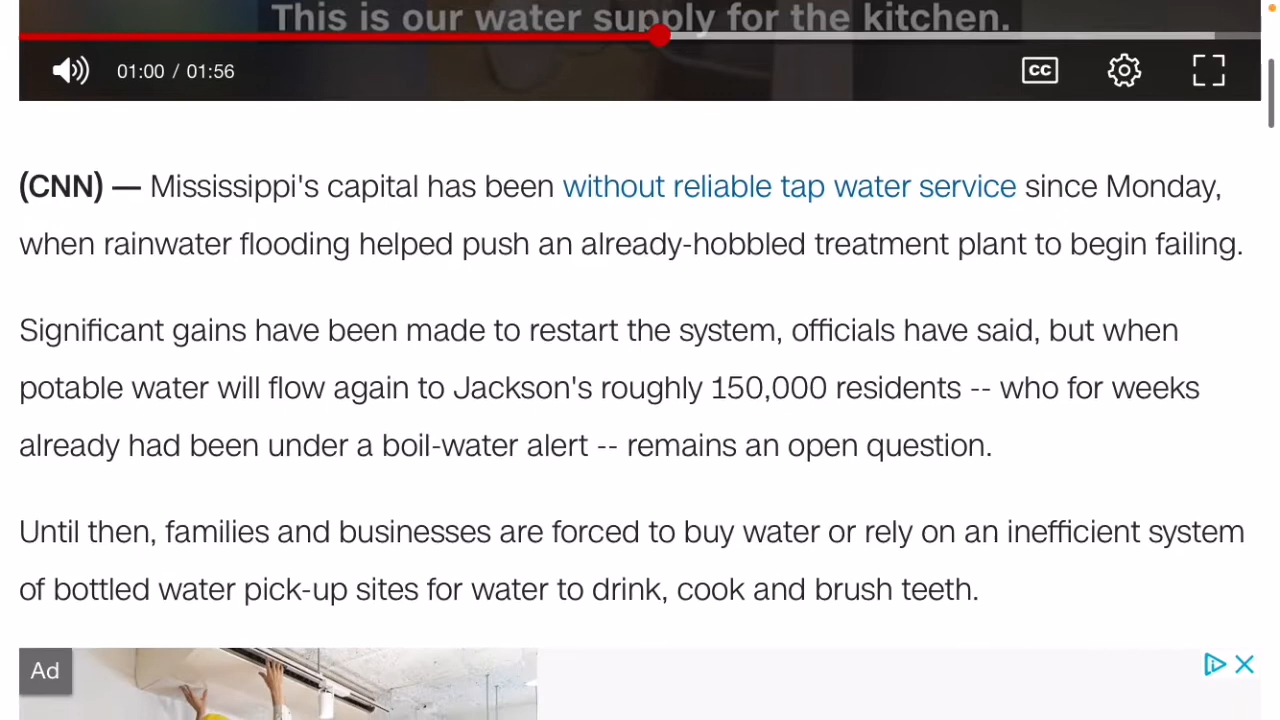 This is our water supply for the kitchen.
01:00 / 01:56
CC
(CNN) — Mississippi's capital has been without reliable tap water service since Monday,
when rainwater flooding helped push an already-hobbled treatment plant to begin failing.
Significant gains have been made to restart the system, officials have said, but when
potable water will flow again to Jackson's roughly 150,000 residents -- who for weeks
already had been under a boil-water alert -- remains an open question.
Until then, families and businesses are forced to buy water or rely on an inefficient system
of bottled water pick-up sites for water to drink, cook and brush teeth.
Ad